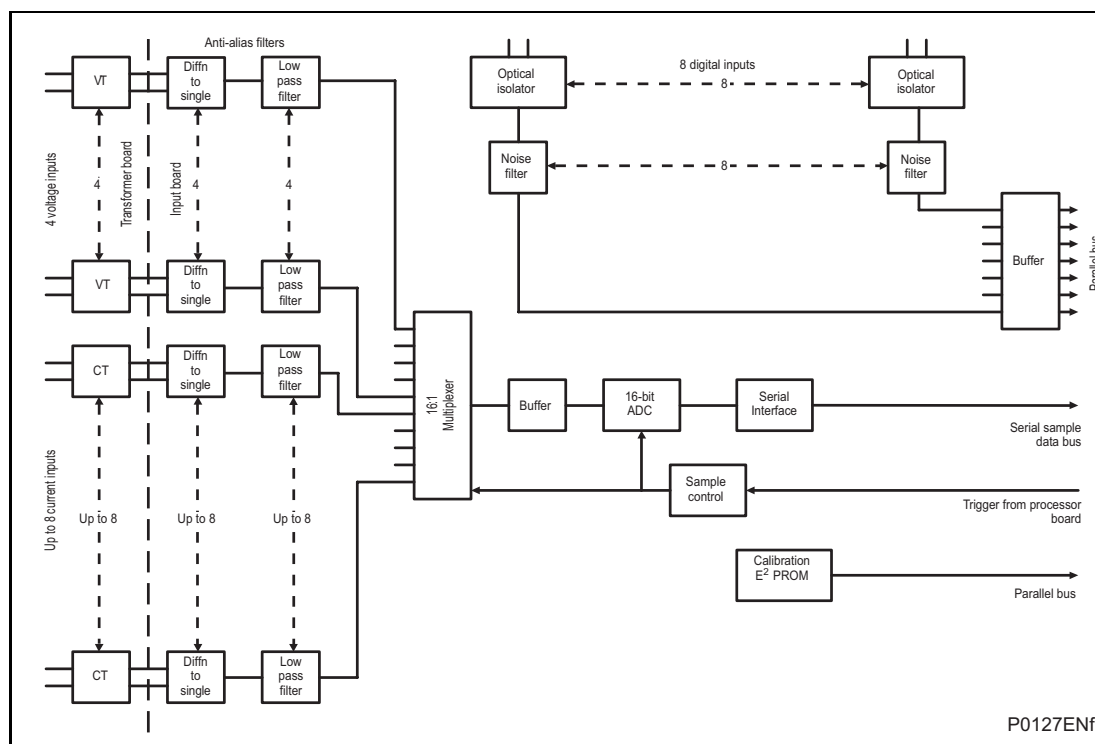 Anti-alias filters
VT
Diffn
to
single
Low
pass
filter
4 voltage inputs
4
Transformer board
Input board
4
4
VT
Diffn
to
single
Low
pass
filter
CT
Diffn
to
single
Low
pass
filter
Up to 8 current inputs
Up to 8
Up to 8
Up to 8
CT
Diffn
to
single
Low
pass
filter
16:1
Multiplexer
Optical
isolator
8 digital inputs
8
Optical
isolator
Noise
filter
8
Noise
filter
Buffer
Parallel bus
Buffer
16-bit
ADC
Serial
Interface
Serial sample
data bus
Sample
control
Trigger from processor
board
Calibration
E² PROM
Parallel bus
P0127ENf